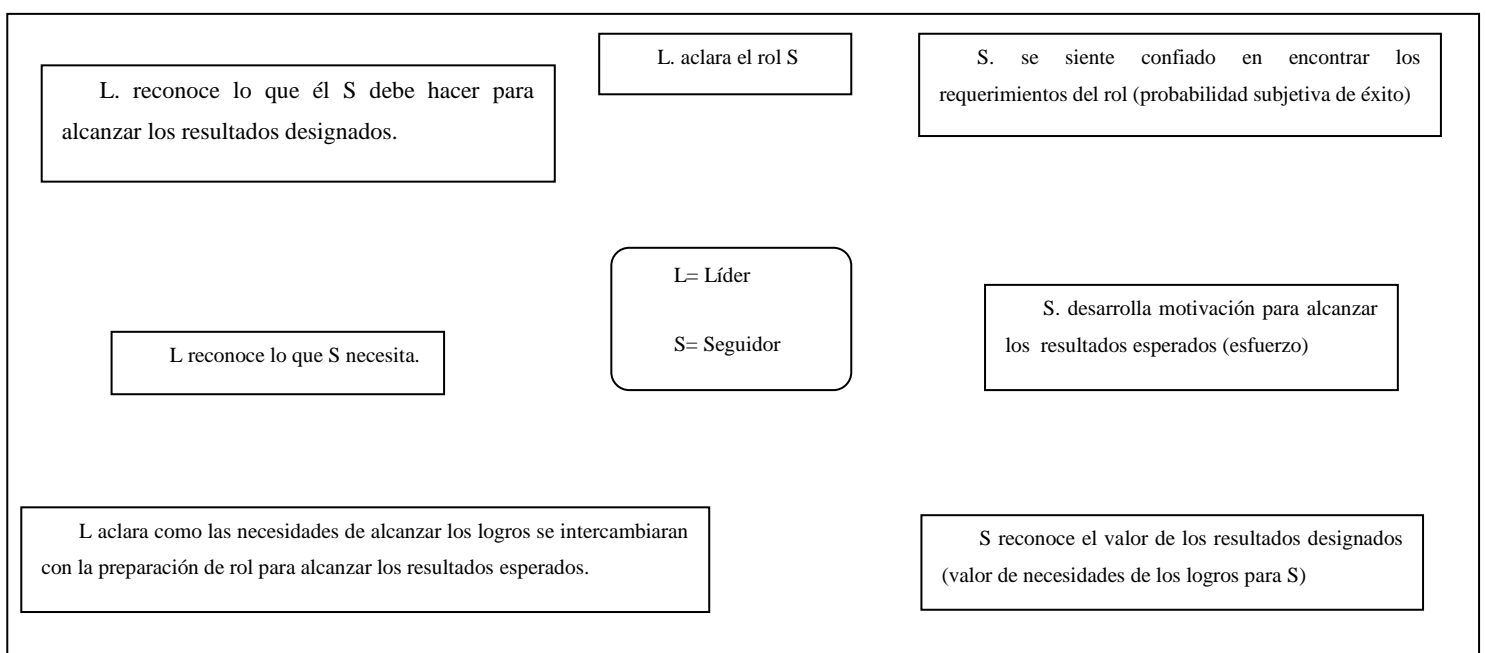 L. aclara el rol S
S. se siente confiado en encontrar los
requerimientos del rol (probabilidad subjetiva de éxito)
L. reconoce lo que él S debe hacer para
alcanzar los resultados designados.
L= Líder
S= Seguidor
S. desarrolla motivación para alcanzar
los resultados esperados (esfuerzo)
L reconoce lo que S necesita.
L aclara como las necesidades de alcanzar los logros se intercambiaran
con la preparación de rol para alcanzar los resultados esperados.
S reconoce el valor de los resultados designados
(valor de necesidades de los logros para S)